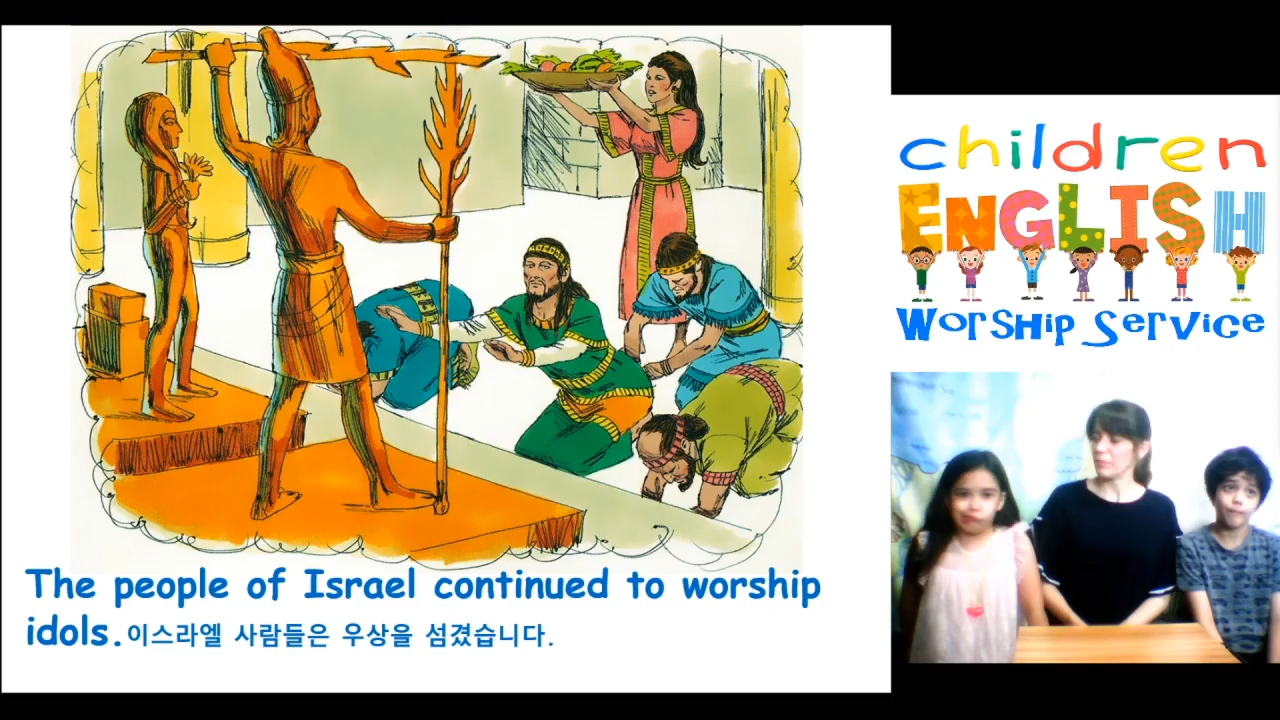 The people of Israel continued to worship
idols.이스라엘 사람들은 우상을 섬겼습니다.
children
ENGLISH
Worship Service